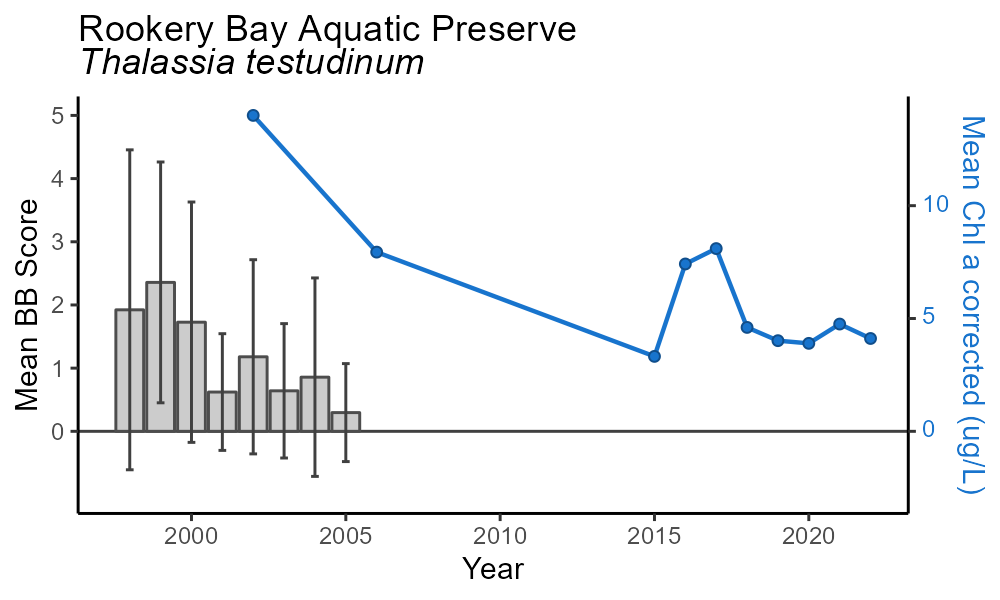 Rookery Bay Aquatic Preserve
Thalassia testudinum
Mean BB Score
5
4
3
2
1
0
10
5
0
Mean Chl a corrected (ug/L)
2000
2005
2010
2015
2020
Year